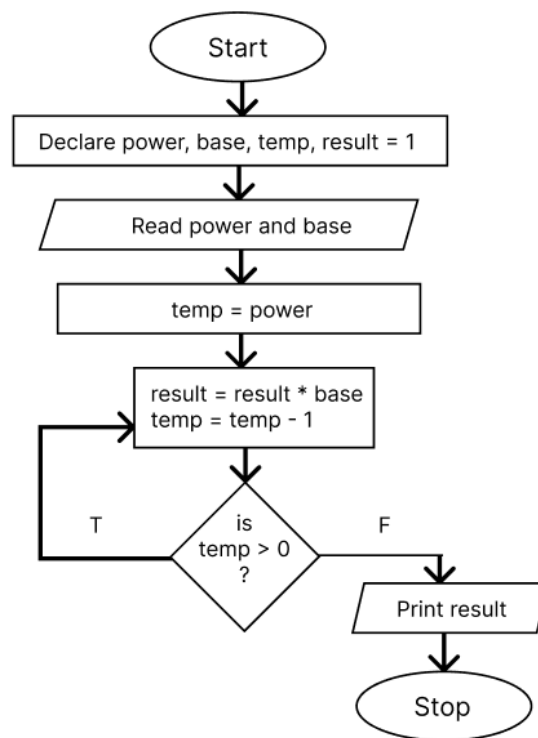 Start
Declare power, base, temp, result = 1
Read power and base
temp = power
result = result * base
temp = temp - 1
T
is
temp > 0
?
F
Print result
Stop